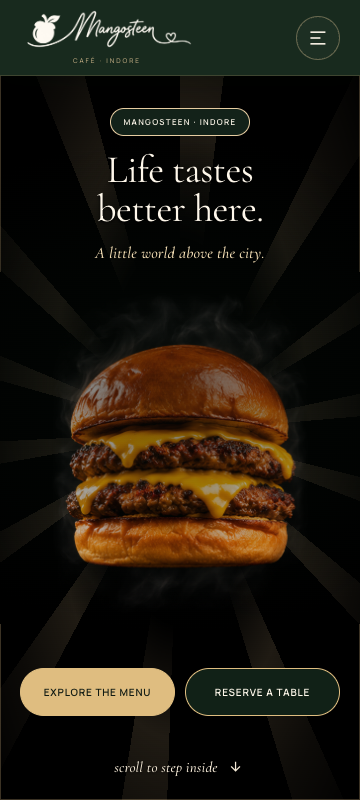 Mangosteen
CAFÉ · INDORE
MANGOSTEEN · INDORE
Life tastes
better here.
A little world above the city.
EXPLORE THE MENU
RESERVE A TABLE
scroll to step inside ↓